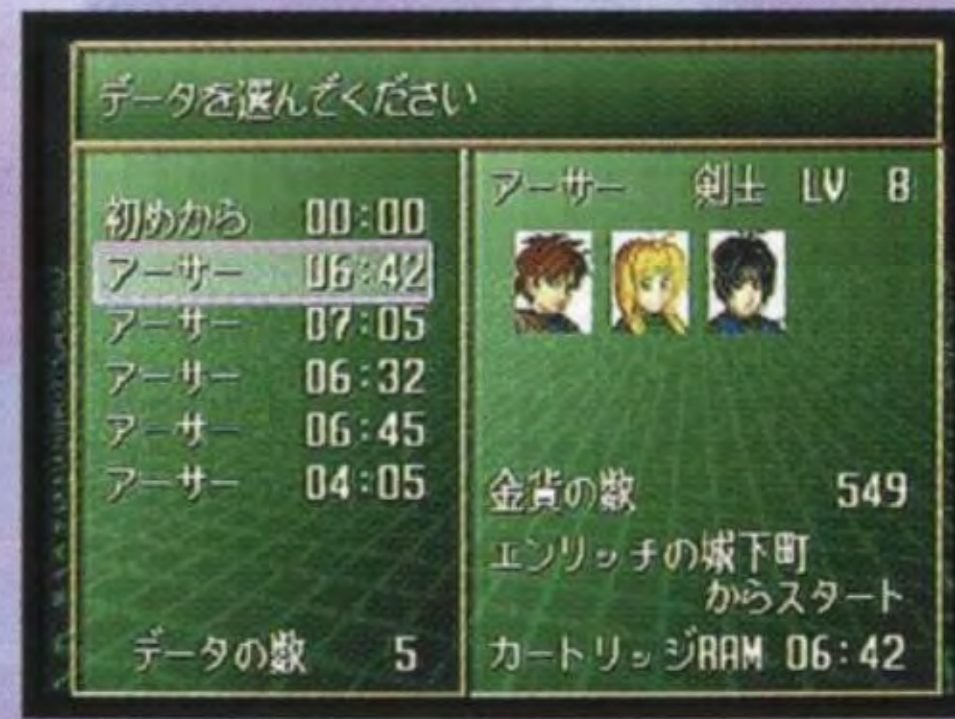 データを選んでください
初めから 00:00
アーサー 06:42
アーサー 07:05
アーサー 06:32
アーサー 06:45
アーサー 04:05
データの数 5
アーサー 剣士 LV 8
金貨の数 549
エンリッチの城下町
からスタート
カートリッジRAM 06:42